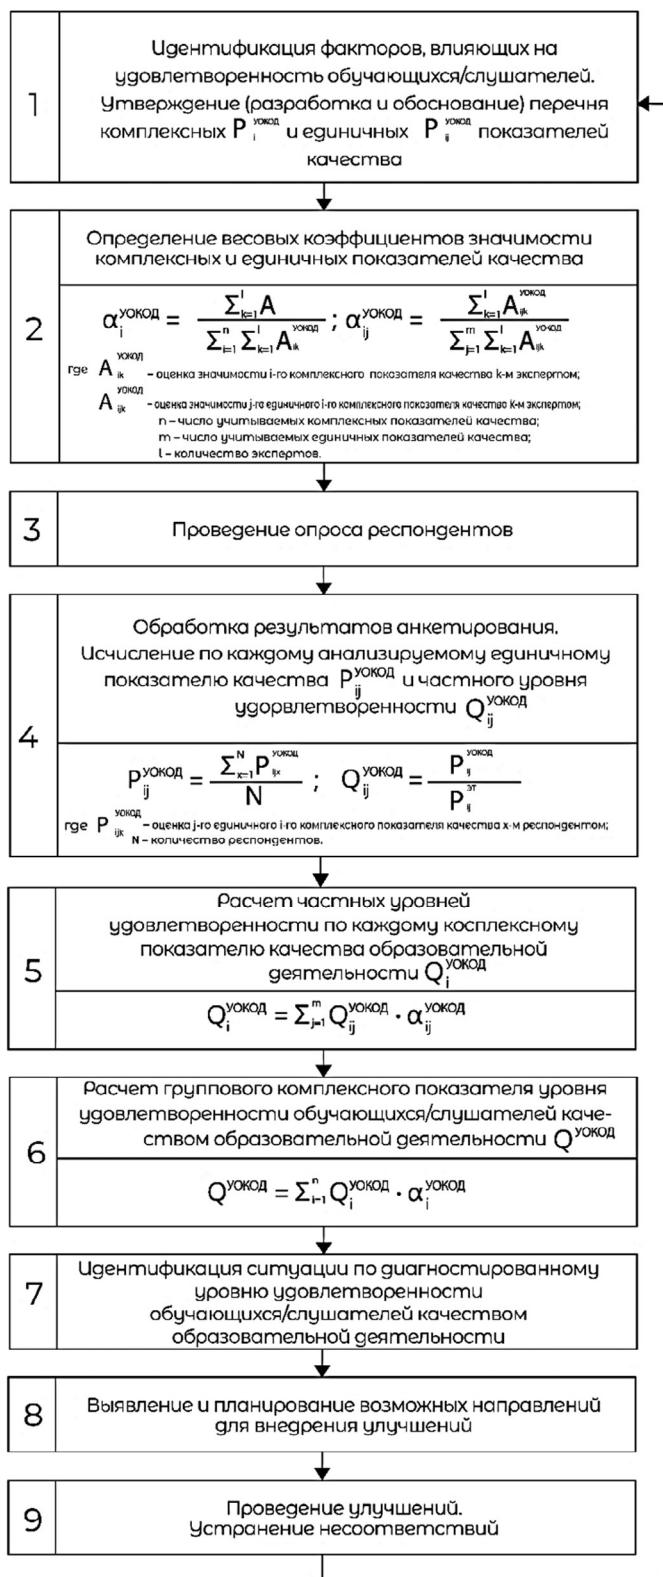 1
Идентификация факторов, влияющих на
удовлетворенность обучающихся/слушателей.
Утверждение (разработка и обоснование) перечня
комплексных P_i^УОКОД и единичных P_ij^УОКОД показателей
качества
2
Определение весовых коэффициентов значимости
комплексных и единичных показателей качества
α_i^УОКОД = Σ_{k=1}^l A / Σ_{i=1}^n Σ_{k=1}^l A_ik^УОКОД ; α_ij^УОКОД = Σ_{k=1}^l A_ijk^УОКОД / Σ_{j=1}^m Σ_{k=1}^l A_ijk^УОКОД
где A_ik^УОКОД – оценка значимости i-го комплексного показателя качества k-м экспертом;
A_ijk^УОКОД – оценка значимости j-го единичного i-го комплексного показателя качества k-м экспертом;
n – число учитываемых комплексных показателей качества;
m – число учитываемых единичных показателей качества;
l – количество экспертов.
3
Проведение опроса респондентов
4
Обработка результатов анкетирования.
Исчисление по каждому анализируемому единичному
показателю качества P_ij^УОКОД и частного уровня
удорвлетворенности Q_ij^УОКОД
P_ij^УОКОД = Σ_{x=1}^N P_ijx^УОКОД / N ; Q_ij^УОКОД = P_ij^УОКОД / P_ij^ЭТ
где P_ijk^УОКОД – оценка j-го единичного i-го комплексного показателя качества x-м респондентом;
N – количество респондентов.
5
Расчет частных уровней
удовлетворенности по каждому косплексному
показателю качества образовательной
деятельности Q_i^УОКОД
Q_i^УОКОД = Σ_{j=1}^m Q_ij^УОКОД · α_ij^УОКОД
6
Расчет группового комплексного показателя уровня
удовлетворенности обучающихся/слушателей каче-
ством образовательной деятельности Q^УОКОД
Q^УОКОД = Σ_{i=1}^n Q_i^УОКОД · α_i^УОКОД
7
Идентификация ситуации по диагностированному
уровню удовлетворенности
обучающихся/слушателей качеством
образовательной деятельности
8
Выявление и планирование возможных направлений
для внедрения улучшений
9
Проведение улучшений.
Устранение несоответствий